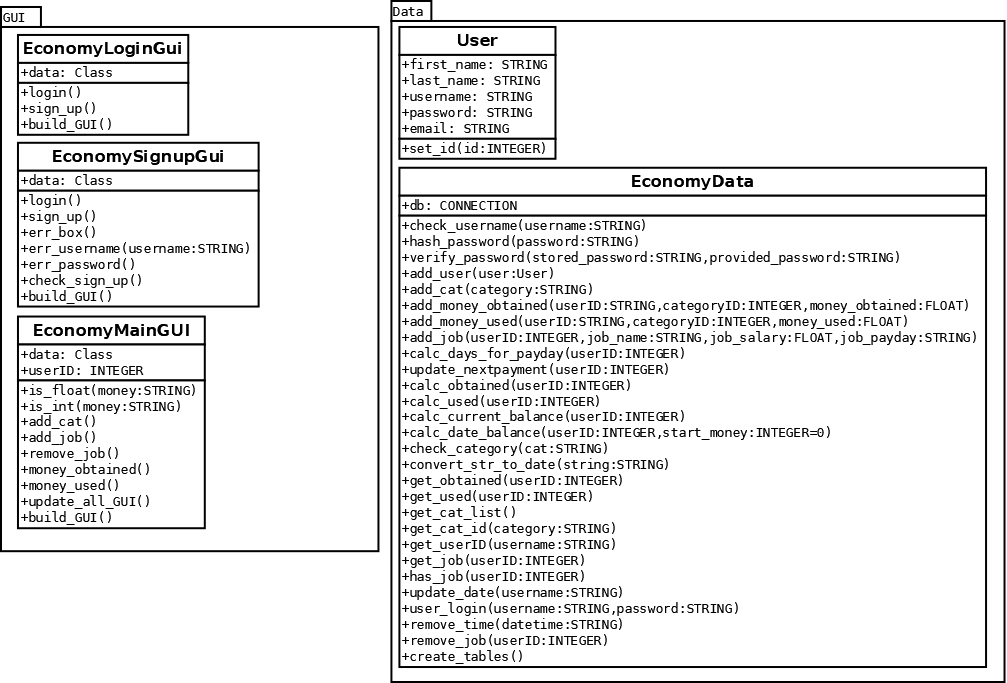 GUI
EconomyLoginGui
+data: Class
+login()
+sign_up()
+build_GUI()
EconomySignupGui
+data: Class
+login()
+sign_up()
+err_box()
+err_username(username:STRING)
+err_password()
+check_sign_up()
+build_GUI()
EconomyMainGUI
+data: Class
+userID: INTEGER
+is_float(money:STRING)
+is_int(money:STRING)
+add_cat()
+add_job()
+remove_job()
+money_obtained()
+money_used()
+update_all_GUI()
+build_GUI()
Data
User
+first_name: STRING
+last_name: STRING
+username: STRING
+password: STRING
+email: STRING
+set_id(id:INTEGER)
EconomyData
+db: CONNECTION
+check_username(username:STRING)
+hash_password(password:STRING)
+verify_password(stored_password:STRING,provided_password:STRING)
+add_user(user:User)
+add_cat(category:STRING)
+add_money_obtained(userID:STRING,categoryID:INTEGER,money_obtained:FLOAT)
+add_money_used(userID:STRING,categoryID:INTEGER,money_used:FLOAT)
+add_job(userID:INTEGER,job_name:STRING,job_salary:FLOAT,job_payday:STRING)
+calc_days_for_payday(userID:INTEGER)
+update_nextpayment(userID:INTEGER)
+calc_obtained(userID:INTEGER)
+calc_used(userID:INTEGER)
+calc_current_balance(userID:INTEGER)
+calc_date_balance(userID:INTEGER,start_money:INTEGER=0)
+check_category(cat:STRING)
+convert_str_to_date(string:STRING)
+get_obtained(userID:INTEGER)
+get_used(userID:INTEGER)
+get_cat_list()
+get_cat_id(category:STRING)
+get_userID(username:STRING)
+get_job(userID:INTEGER)
+has_job(userID:INTEGER)
+update_date(username:STRING)
+user_login(username:STRING,password:STRING)
+remove_time(datetime:STRING)
+remove_job(userID:INTEGER)
+create_tables()